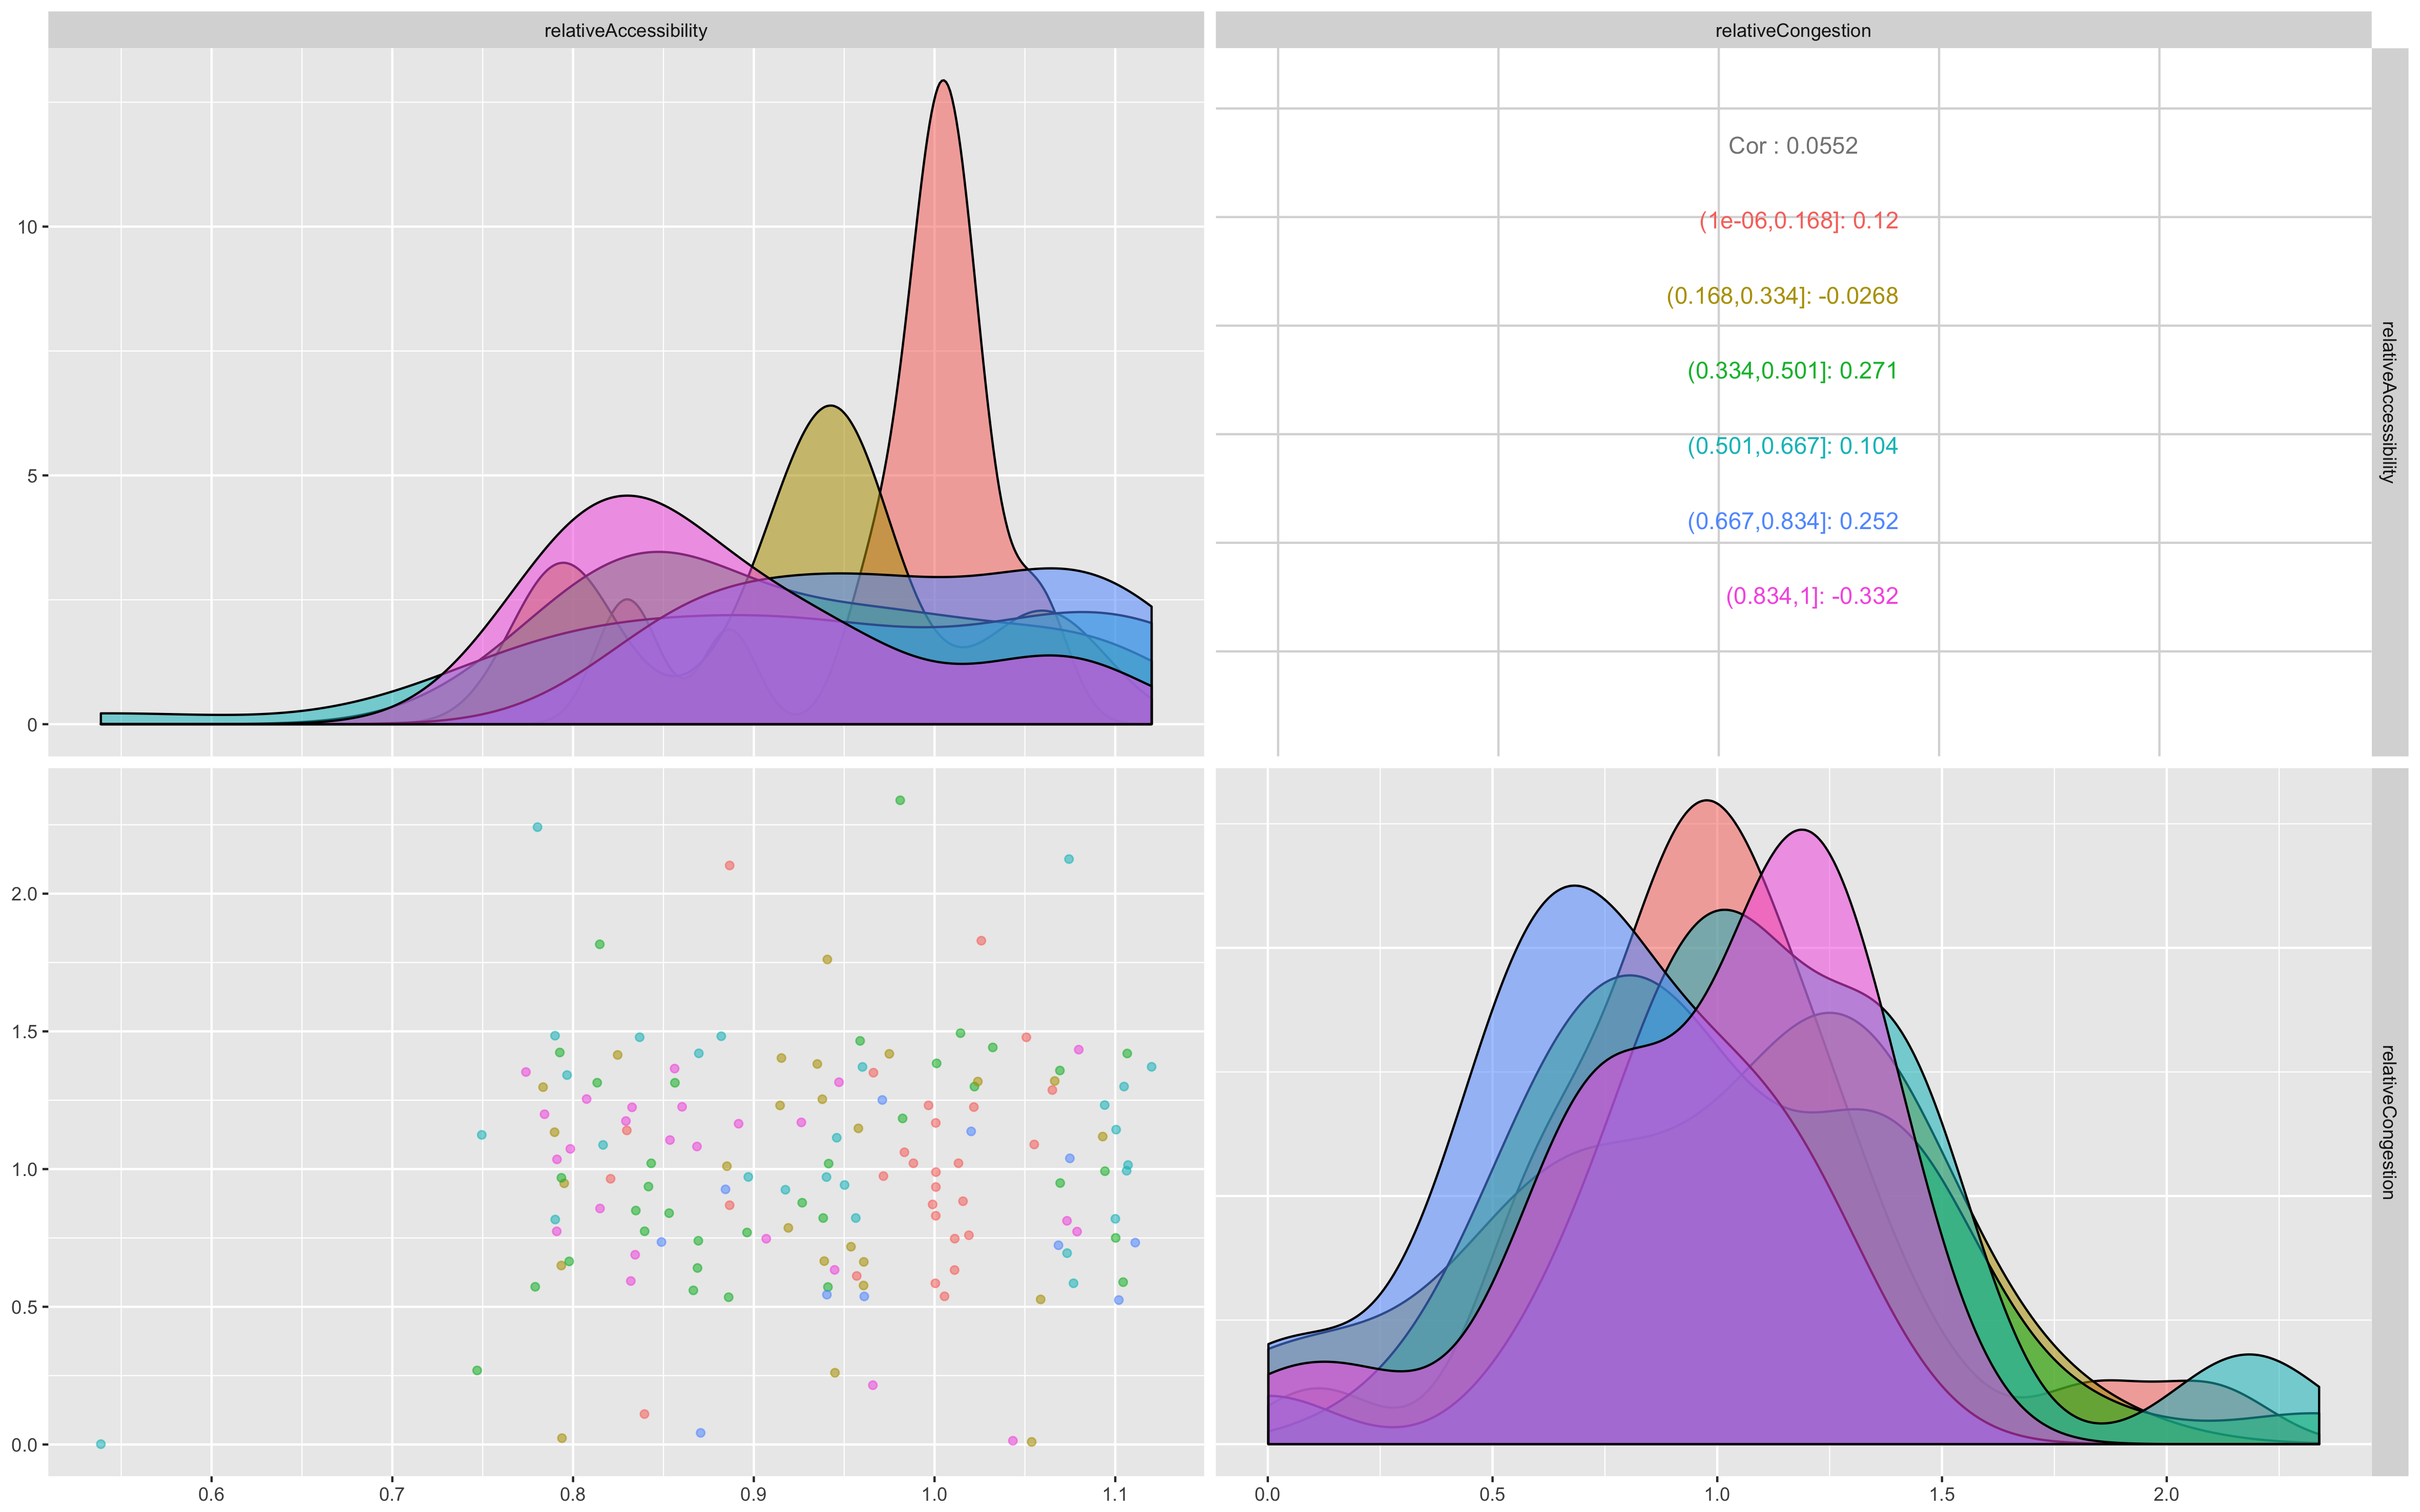 relativeAccessibility
relativeCongestion
10
5
0
Cor : 0.0552
(1e-06,0.168]: 0.12
(0.168,0.334]: -0.0268
(0.334,0.501]: 0.271
(0.501,0.667]: 0.104
(0.667,0.834]: 0.252
(0.834,1]: -0.332
relativeAccessibility
2.0
1.5
1.0
0.5
0.0
relativeCongestion
0.6 0.7 0.8 0.9 1.0 1.1
0.0 0.5 1.0 1.5 2.0